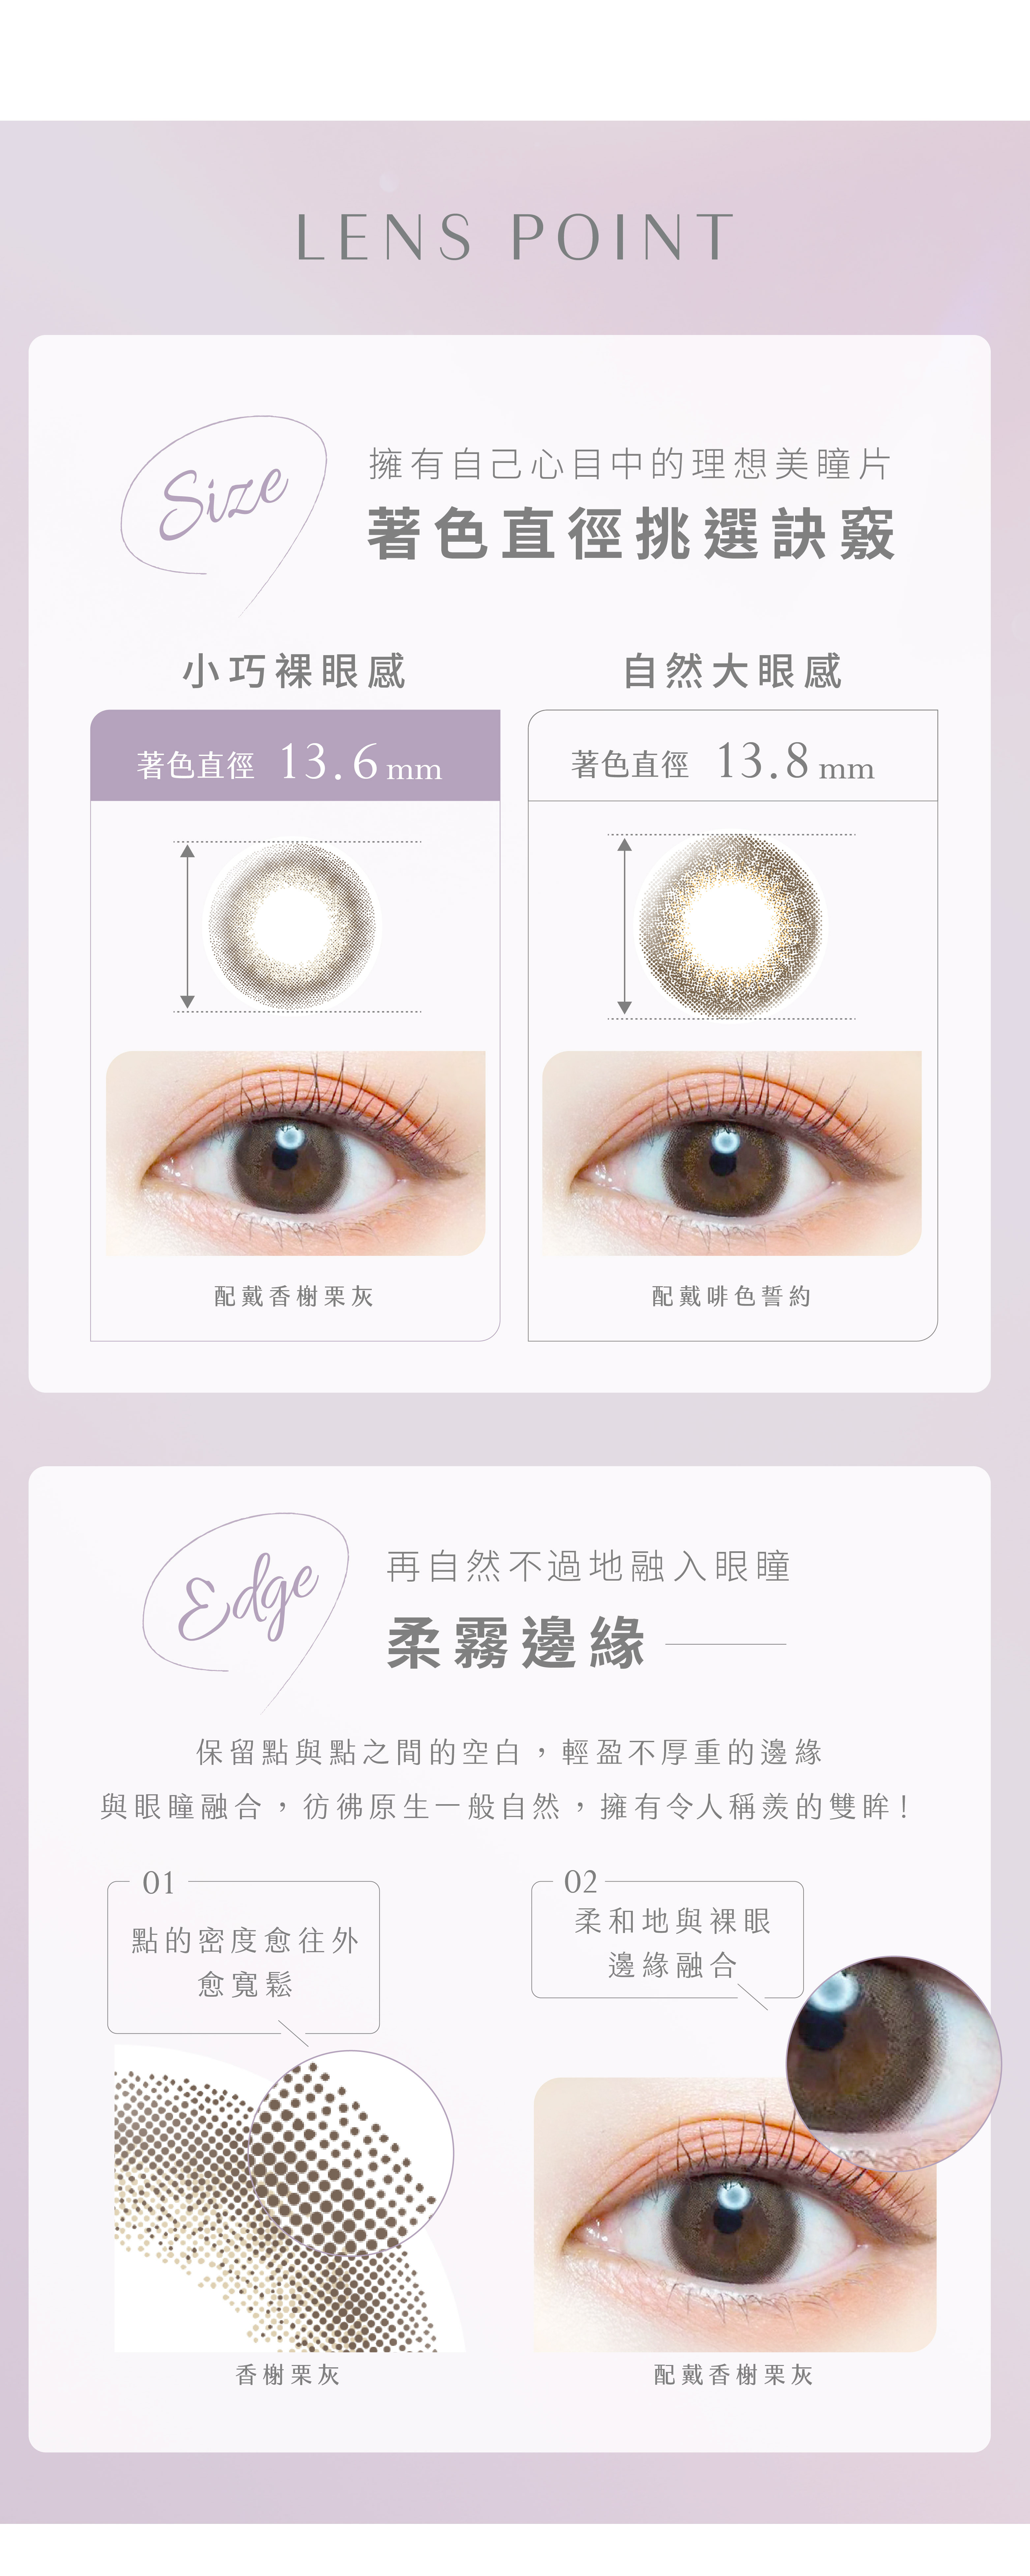 LENS POINT
Size
擁有自己心目中的理想美瞳片
著色直徑挑選訣竅
小巧裸眼感
著色直徑 13.6 mm
配戴香榭栗灰
自然大眼感
著色直徑 13.8 mm
配戴啡色誓約
Edge
再自然不過地融入眼瞳
柔霧邊緣
保留點與點之間的空白，輕盈不厚重的邊緣
與眼瞳融合，彷彿原生一般自然，擁有令人稱羨的雙眸！
01
點的密度愈往外
愈寬鬆
香榭栗灰
02
柔和地與裸眼
邊緣融合
配戴香榭栗灰